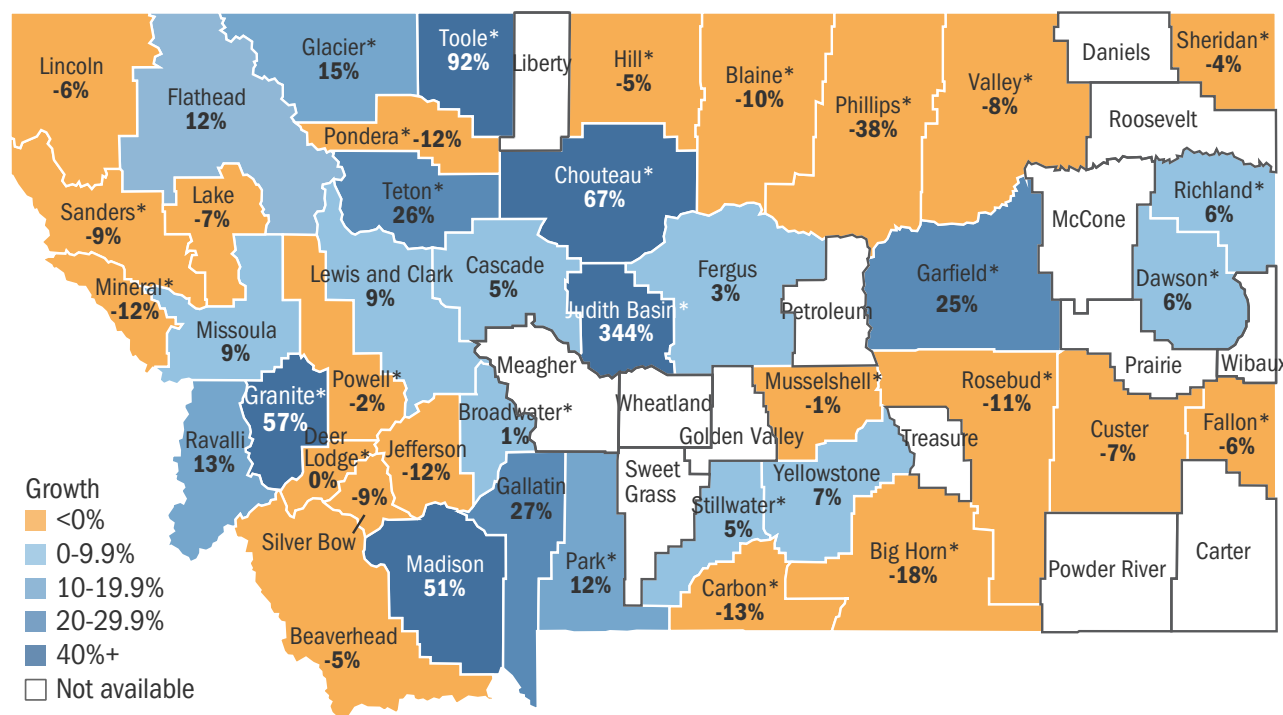 Lincoln
-6%
Flathead
12%
Glacier*
15%
Toole*
92%
Liberty
Hill*
-5%
Blaine*
-10%
Phillips*
-38%
Valley*
-8%
Daniels
Sheridan*
-4%
Roosevelt
Pondera* -12%
Teton*
26%
Chouteau*
67%
Sanders*
-9%
Lake
-7%
McCone
Richland*
6%
Mineral*
-12%
Missoula
9%
Lewis and Clark
9%
Cascade
5%
Judith Basin*
344%
Fergus
3%
Petroleum
Garfield*
25%
Dawson*
6%
Prairie
Wibaux
Granite*
57%
Powell*
-2%
Meagher
Broadwater*
1%
Wheatland
Golden Valley
Musselshell*
-1%
Rosebud*
-11%
Treasure
Custer
-7%
Fallon*
-6%
Ravalli
13%
Deer
Lodge*
0%
Jefferson
-12%
-9%
Silver Bow
Gallatin
27%
Sweet
Grass
Stillwater*
5%
Yellowstone
7%
Madison
51%
Park*
12%
Carbon*
-13%
Big Horn*
-18%
Powder River
Carter
Beaverhead
-5%
Growth
<0%
0-9.9%
10-19.9%
20-29.9%
40%+
Not available